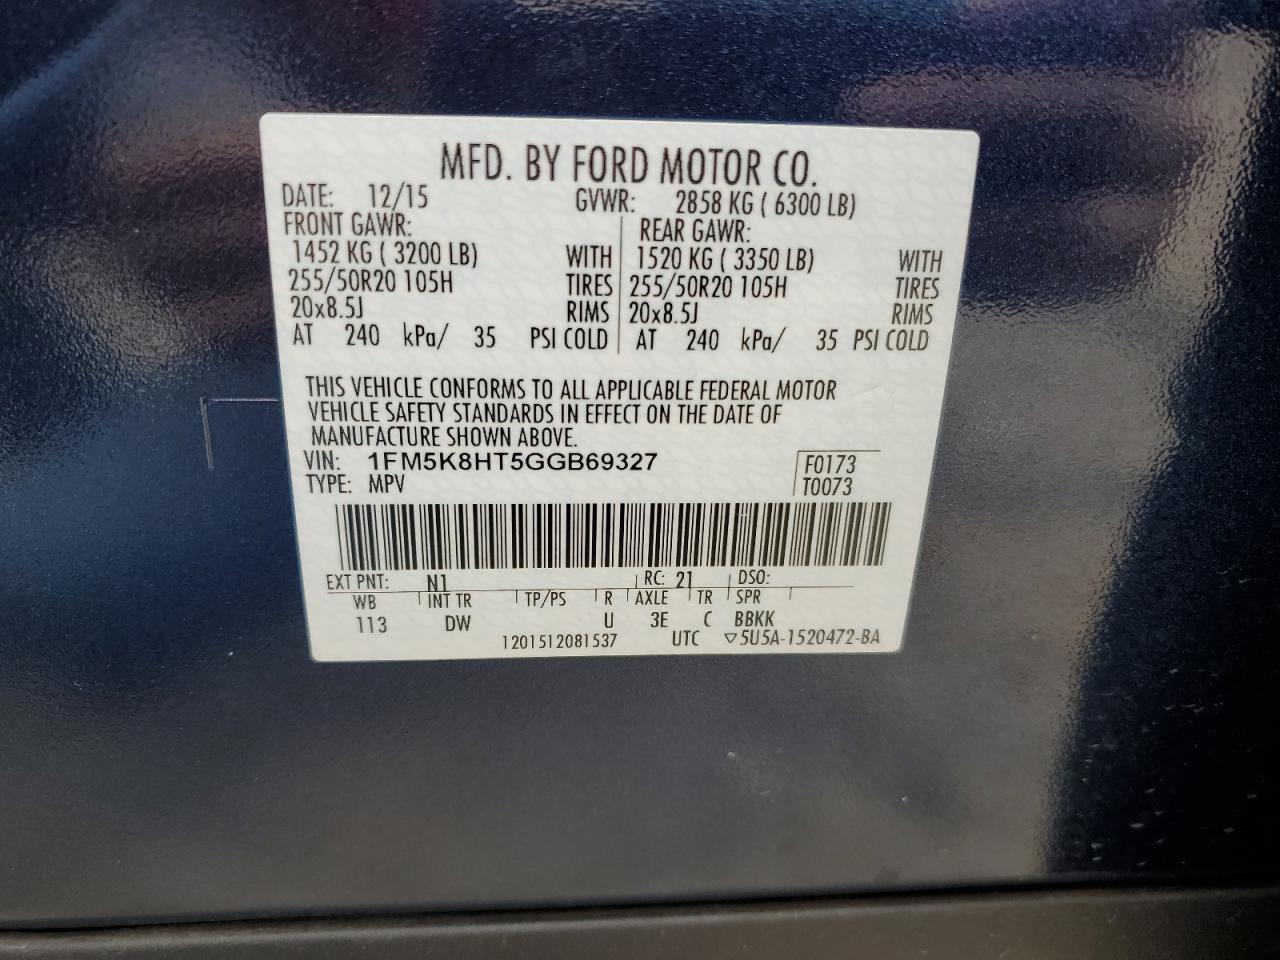 MFD. BY FORD MOTOR CO.
DATE: 12/15 GVWR: 2858 KG ( 6300 LB)
FRONT GAWR: REAR GAWR:
1452 KG ( 3200 LB) WITH 1520 KG ( 3350 LB) WITH
255/50R20 105H TIRES 255/50R20 105H TIRES
20x8.5J RIMS 20x8.5J RIMS
AT 240 kPa/ 35 PSI COLD AT 240 kPa/ 35 PSI COLD
THIS VEHICLE CONFORMS TO ALL APPLICABLE FEDERAL MOTOR
VEHICLE SAFETY STANDARDS IN EFFECT ON THE DATE OF
MANUFACTURE SHOWN ABOVE.
VIN: 1FM5K8HT5GGB69327 F0173
TYPE: MPV T0073
EXT PNT: N1 RC: 21 DSO:
WB INT TR TP/PS R AXLE TR SPR
113 DW U 3E C BBKK
1201512081537 UTC ▽5U5A-1520472-BA